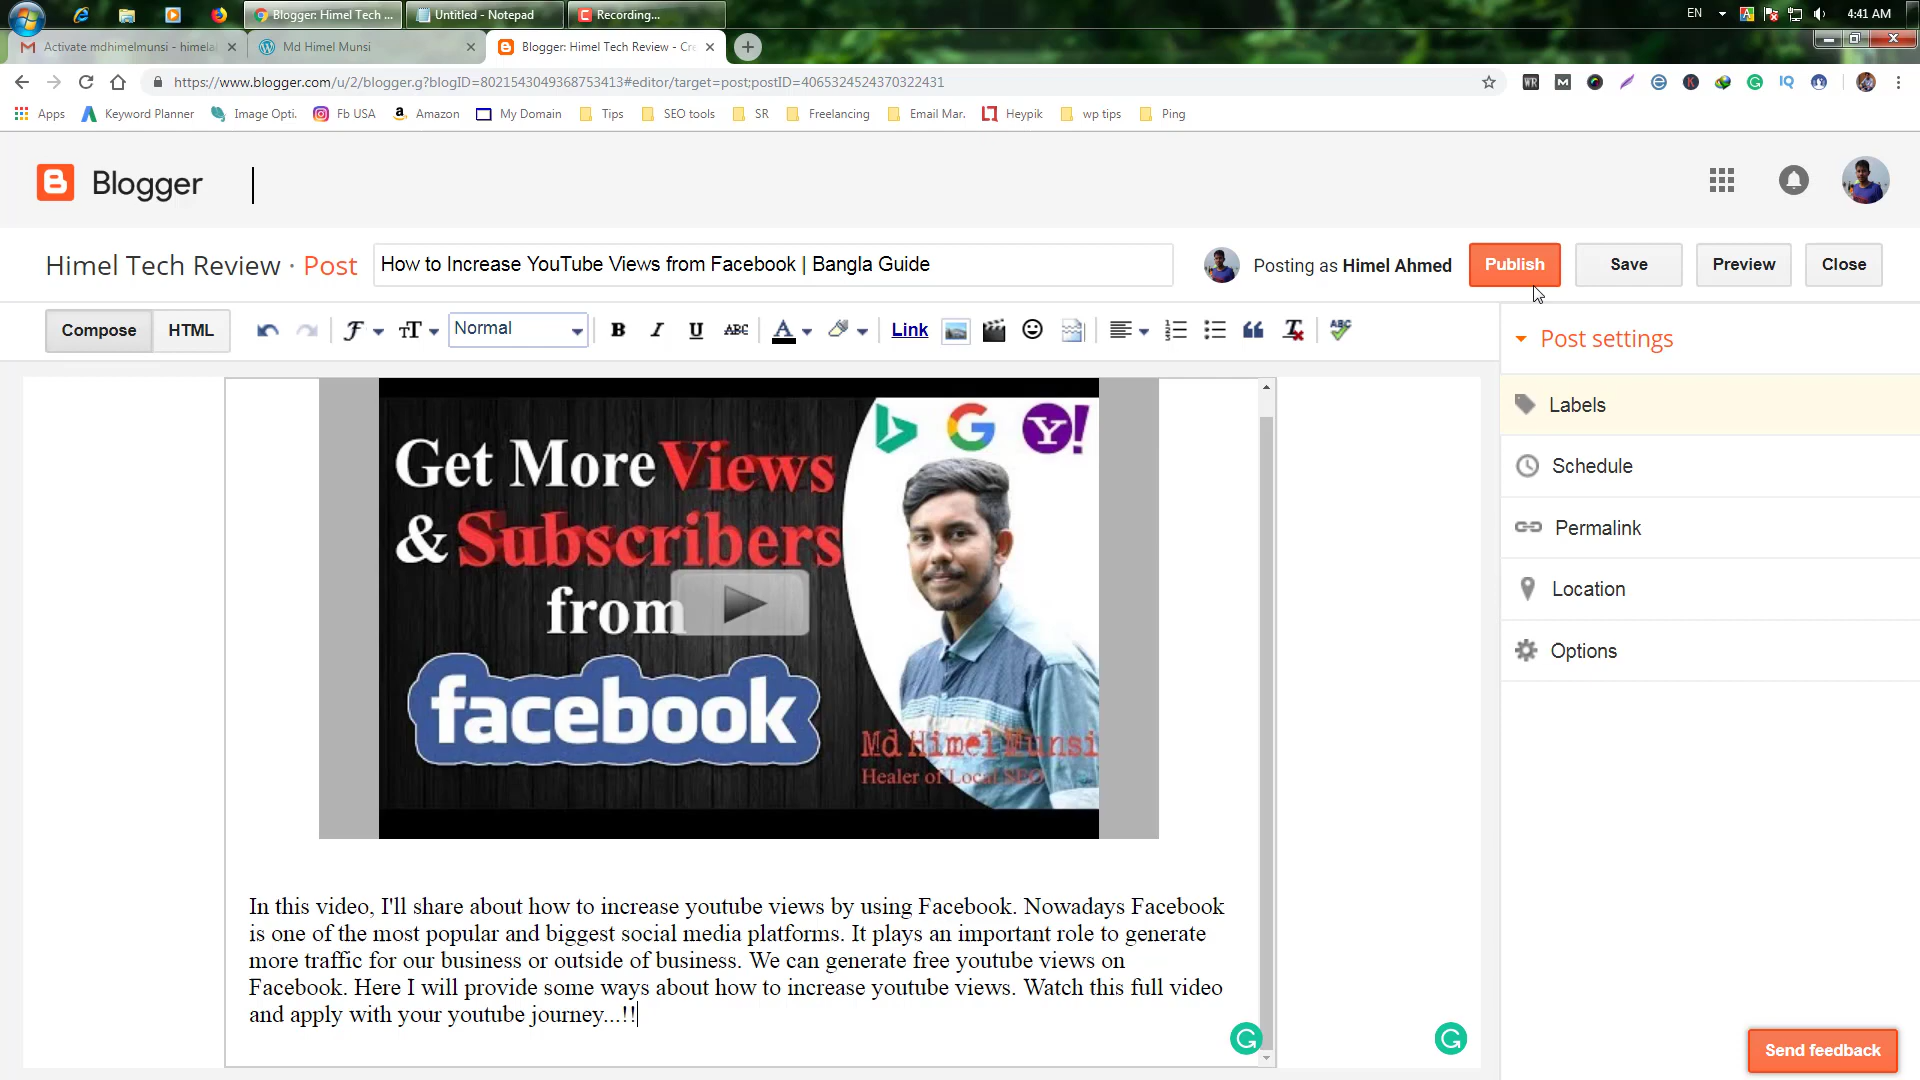 Blogger: Himel Tech ...
Untitled - Notepad
Recording...
EN
4:41 AM
Activate mdhimelmunsi - himela
Md Himel Munsi
Blogger: Himel Tech Review - Cre
https://www.blogger.com/u/2/blogger.g?blogID=8021543049368753413#editor/target=post;postID=4065324524370322431
Apps
Keyword Planner
Image Opti.
Fb USA
Amazon
My Domain
Tips
SEO tools
SR
Freelancing
Email Mar.
Heypik
wp tips
Ping
Blogger
Himel Tech Review · Post
How to Increase YouTube Views from Facebook | Bangla Guide
Posting as Himel Ahmed
Publish
Save
Preview
Close
Compose
HTML
Normal
Link
Post settings
Labels
Schedule
Permalink
Location
Options
Get More Views
& Subscribers
from
facebook
Md Himel Munsi
Healer of Local SEO
In this video, I'll share about how to increase youtube views by using Facebook. Nowadays Facebook
is one of the most popular and biggest social media platforms. It plays an important role to generate
more traffic for our business or outside of business. We can generate free youtube views on
Facebook. Here I will provide some ways about how to increase youtube views. Watch this full video
and apply with your youtube journey...!!
Send feedback